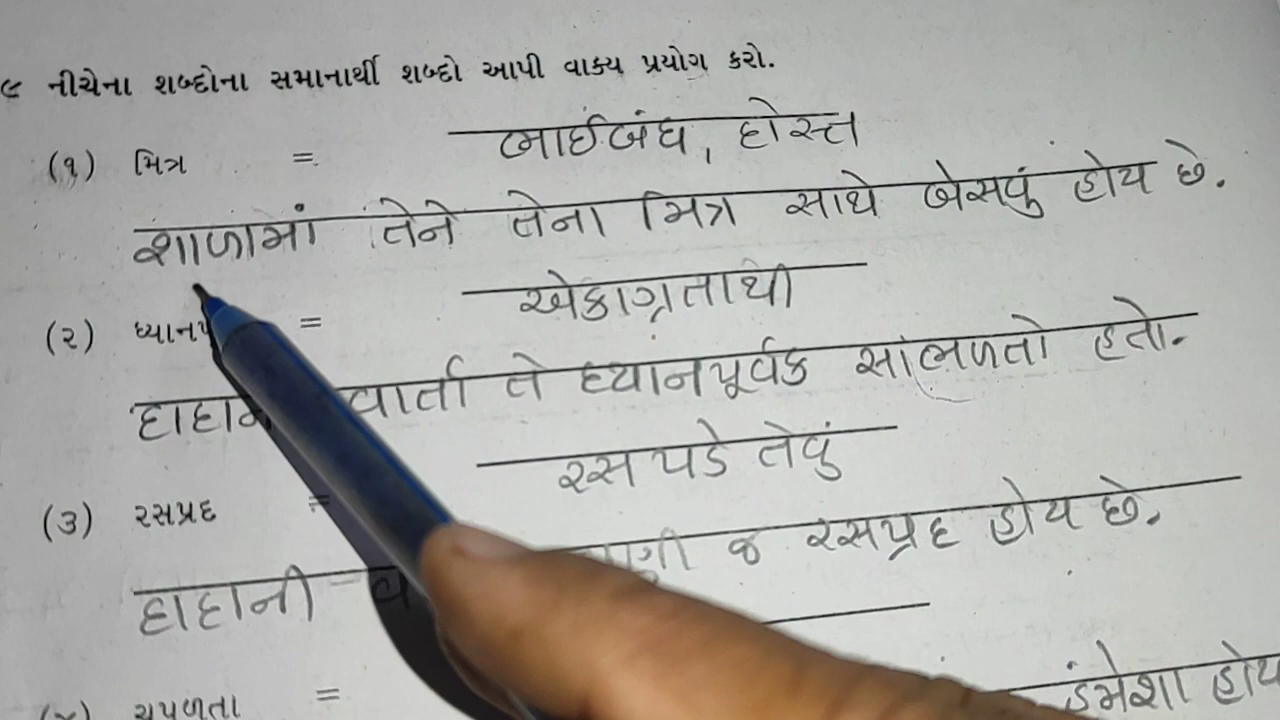 ૯ નીચેના શબ્દોના સમાનાર્થી શબ્દો આપી વાક્ય પ્રયોગ કરો.
(૧) મિત્ર = ભાઈબંધ, દોસ્ત
શાળામાં તેને તેના મિત્ર સાથે બેસવું હોય છે.
(૨) = એકાગ્રતાથી
વાર્તા તે ધ્યાનપૂર્વક સાંભળતો હતો.
(૩) રસપ્રદ = રસ પડે તેવું
દાદાની જ રસપ્રદ હોય છે.
(૪) ચપળતા =
હંમેશા